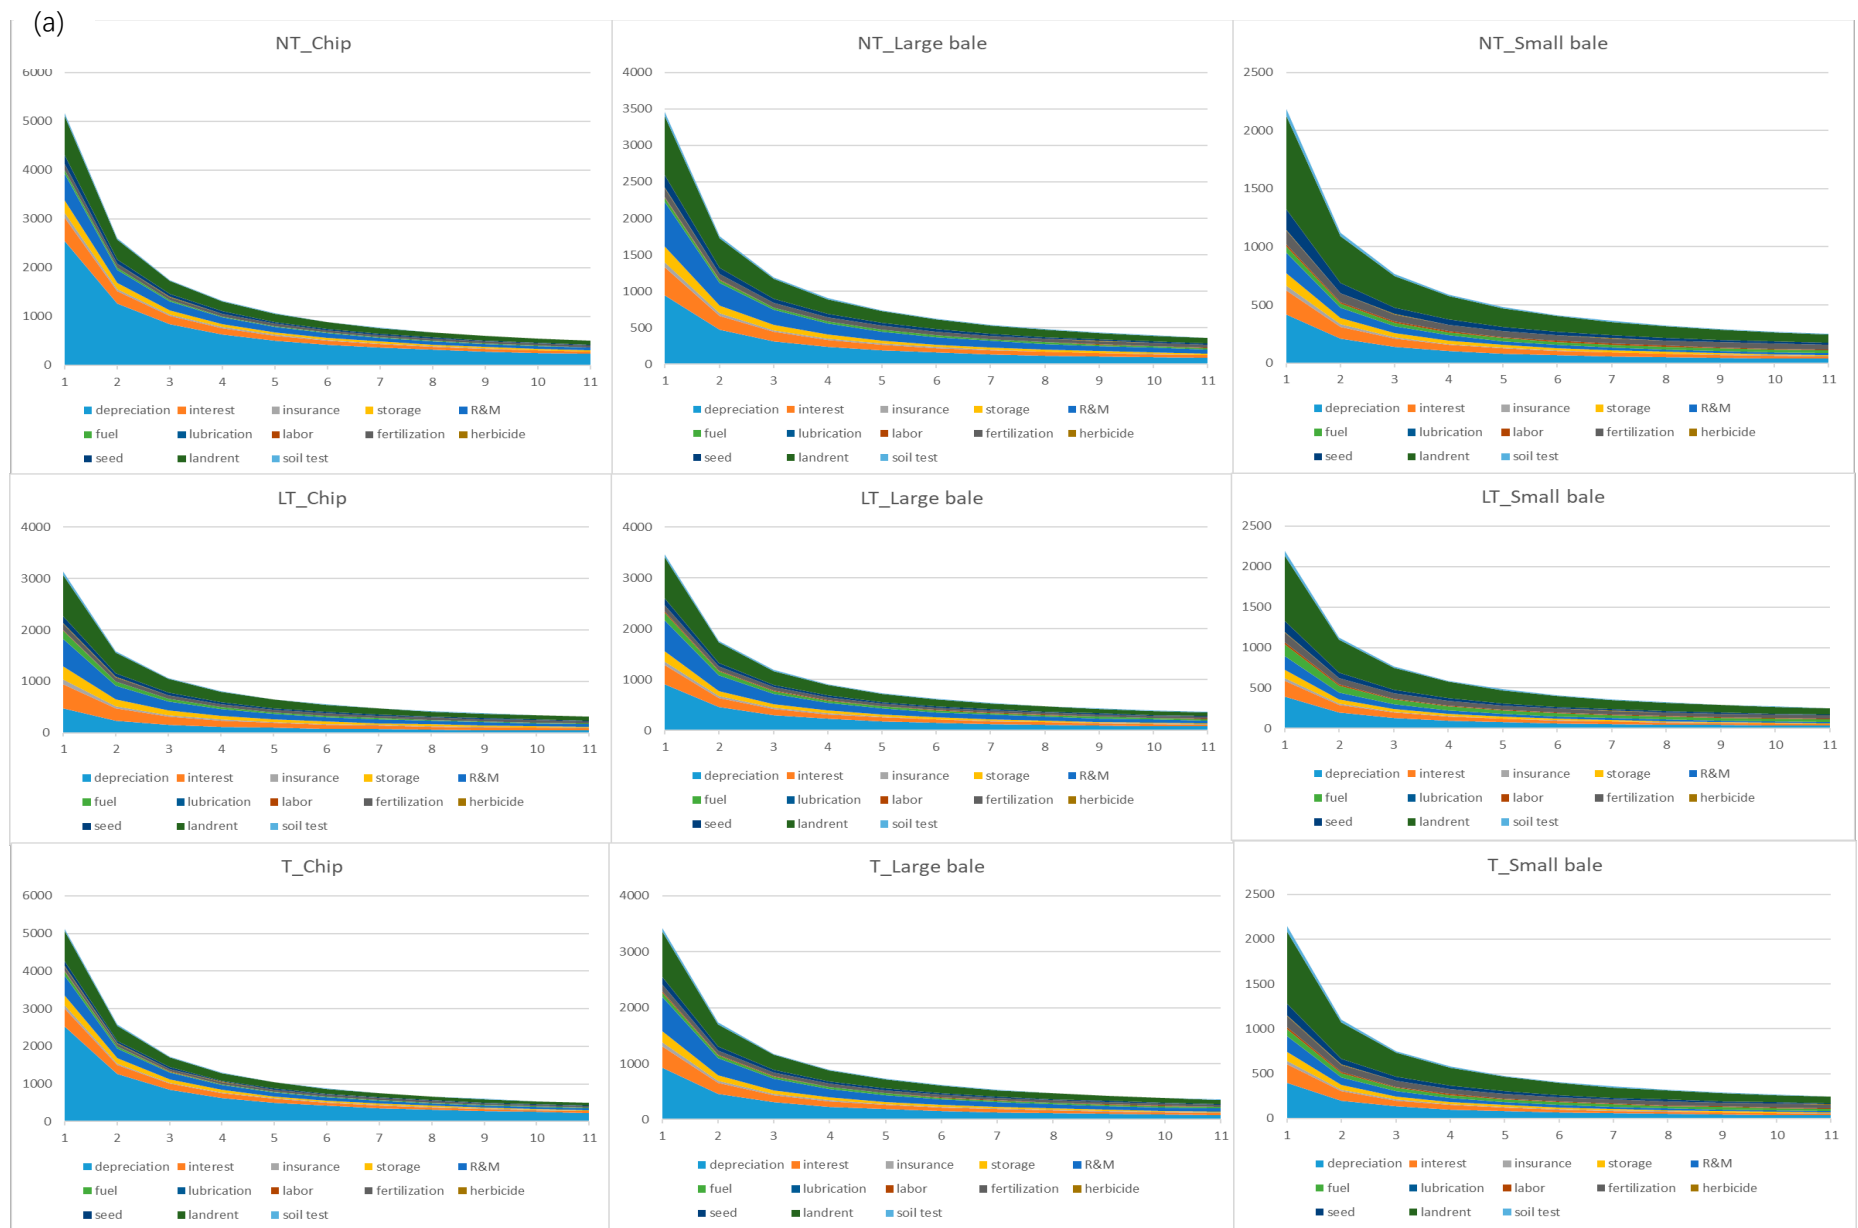 (a)
NT_Chip
6000
5000
4000
3000
2000
1000
0
1 2 3 4 5 6 7 8 9 10 11
depreciation interest insurance storage R&M
fuel lubrication labor fertilization herbicide
seed landrent soil test
NT_Large bale
4000
3500
3000
2500
2000
1500
1000
500
0
1 2 3 4 5 6 7 8 9 10 11
depreciation interest insurance storage R&M
fuel lubrication labor fertilization herbicide
seed landrent soil test
NT_Small bale
2500
2000
1500
1000
500
0
1 2 3 4 5 6 7 8 9 10 11
depreciation interest insurance storage R&M
fuel lubrication labor fertilization herbicide
seed landrent soil test
LT_Chip
4000
3000
2000
1000
0
1 2 3 4 5 6 7 8 9 10 11
depreciation interest insurance storage R&M
fuel lubrication labor fertilization herbicide
seed landrent soil test
LT_Large bale
4000
3000
2000
1000
0
1 2 3 4 5 6 7 8 9 10 11
depreciation interest insurance storage R&M
fuel lubrication labor fertilization herbicide
seed landrent soil test
LT_Small bale
2500
2000
1500
1000
500
0
1 2 3 4 5 6 7 8 9 10 11
depreciation interest insurance storage R&M
fuel lubrication labor fertilization herbicide
seed landrent soil test
T_Chip
6000
5000
4000
3000
2000
1000
0
1 2 3 4 5 6 7 8 9 10 11
depreciation interest insurance storage R&M
fuel lubrication labor fertilization herbicide
seed landrent soil test
T_Large bale
4000
3000
2000
1000
0
1 2 3 4 5 6 7 8 9 10 11
depreciation interest insurance storage R&M
fuel lubrication labor fertilization herbicide
seed landrent soil test
T_Small bale
2500
2000
1500
1000
500
0
1 2 3 4 5 6 7 8 9 10 11
depreciation interest insurance storage R&M
fuel lubrication labor fertilization herbicide
seed landrent soil test